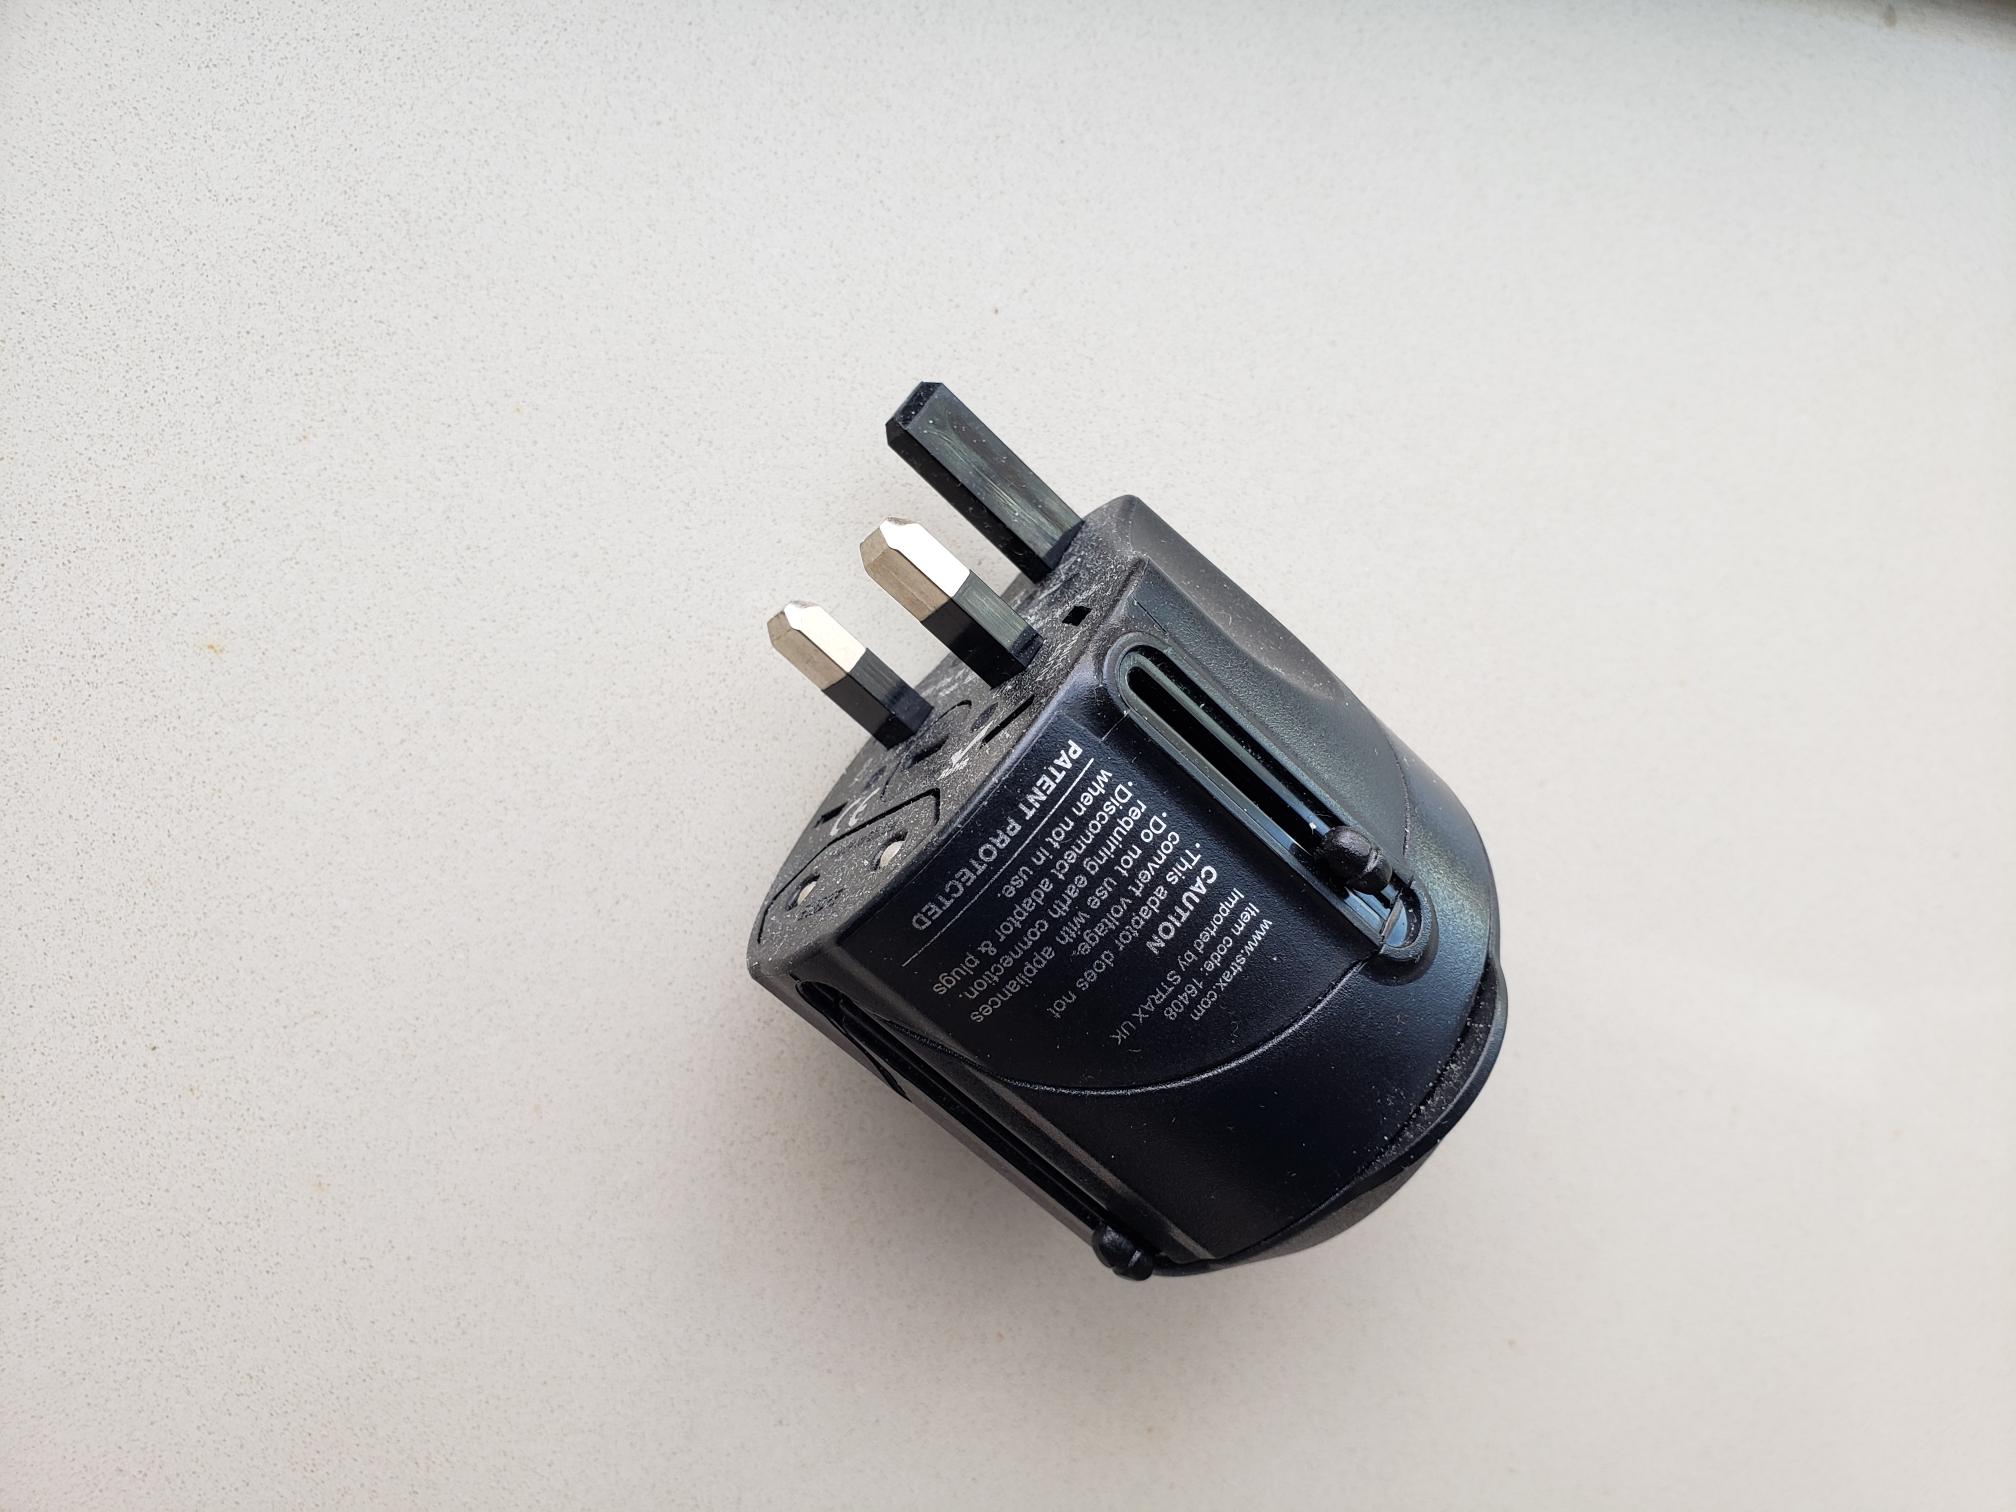 www.strax.com
Item code: 16408
Imported by STRAX UK
CAUTION
·This adaptor does not
convert voltage.
·Do not use with appliances
requiring earth connection.
·Disconnect adaptor & plugs
when not in use.
PATENT PROTECTED